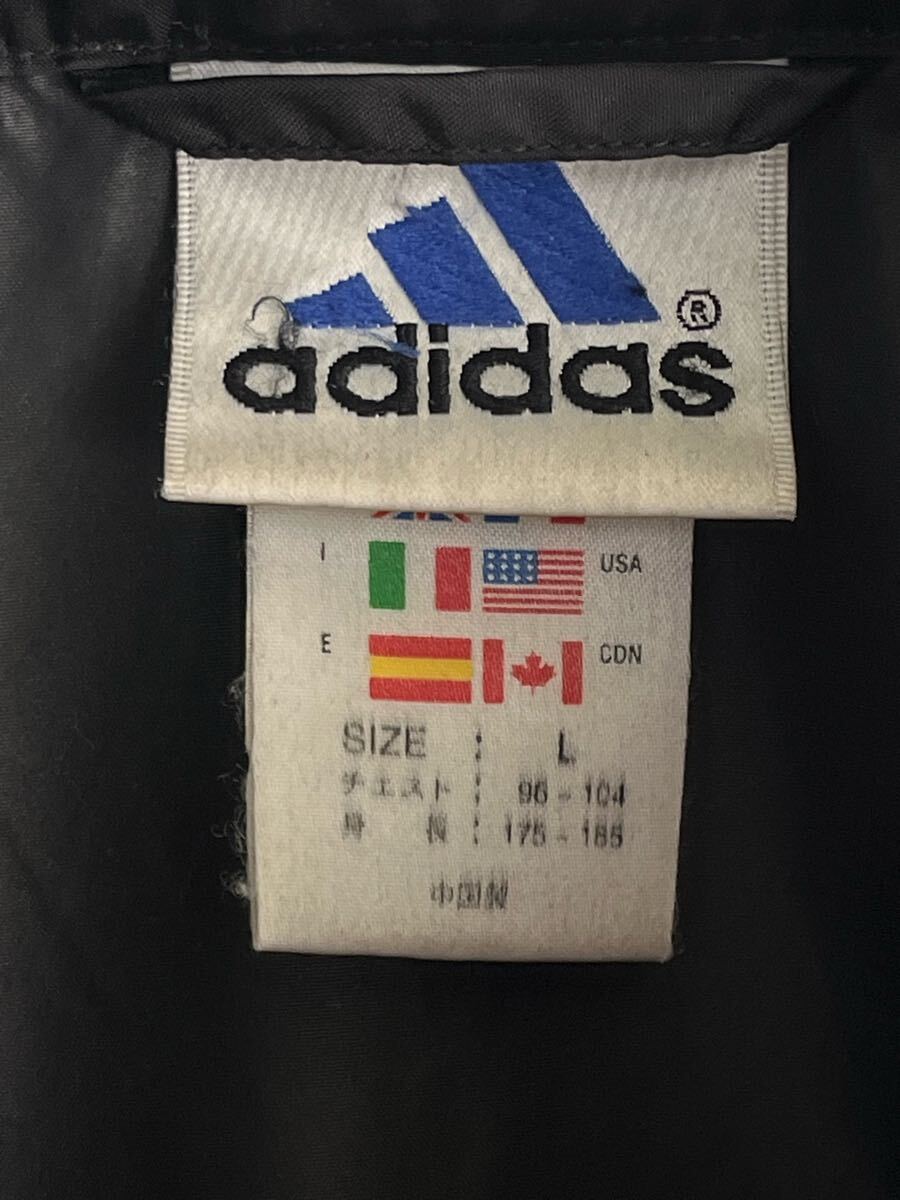 adidas®
I USA
E CDN
SIZE : L
チェスト : 96 - 104
身 長 : 175 - 185
中国製